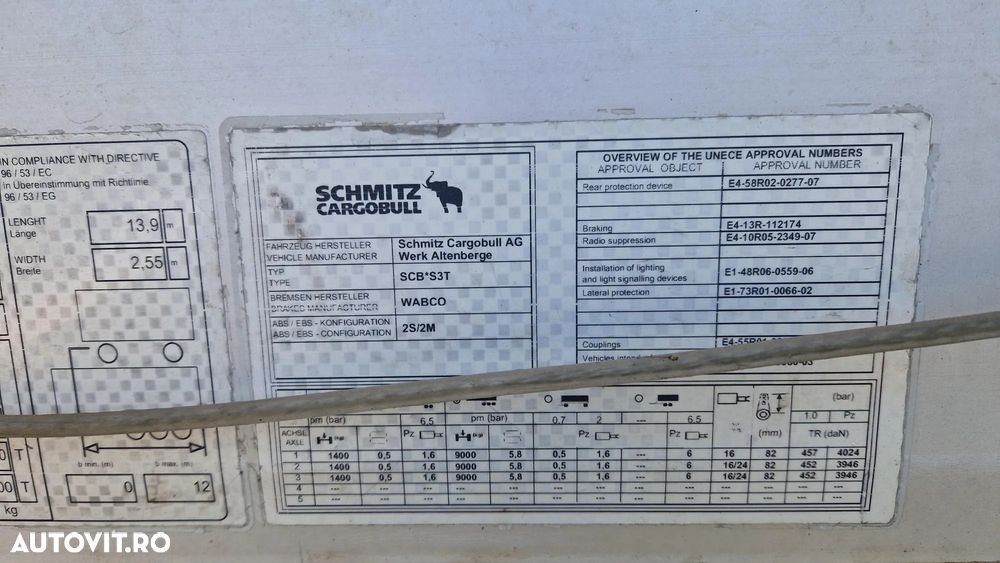 IN COMPLIANCE WITH DIRECTIVE
96 / 53 / EC
in Übereinstimmung mit Richtlinie
96 / 53 / EG
LENGHT
Länge
13,9 m
WIDTH
Breite
2,55 m
b min. (m)
b max. (m)
0
12
T
T
kg
SCHMITZ
CARGOBULL
FAHRZEUG HERSTELLER
VEHICLE MANUFACTURER
Schmitz Cargobull AG
Werk Altenberge
TYP
TYPE
SCB*S3T
BREMSEN HERSTELLER
BRAKES MANUFACTURER
WABCO
ABS / EBS - KONFIGURATION
ABS / EBS - CONFIGURATION
2S/2M
OVERVIEW OF THE UNECE APPROVAL NUMBERS
APPROVAL OBJECT APPROVAL NUMBER
Rear protection device E4-58R02-0277-07
Braking E4-13R-112174
Radio suppression E4-10R05-2349-07
Installation of lighting
and light signalling devices E1-48R06-0559-06
Lateral protection E1-73R01-0066-02
Couplings
Vehicles
pm (bar) 6,5 pm (bar) 0,7 2 --- 6,5 (mm) 1.0 Pz
(bar)
ACHSE
AXLE
Pz Pz Pz TR (daN)
1 1400 0,5 1,6 9000 5,8 0,5 1,6 --- 6 16 82 457 4024
2 1400 0,5 1,6 9000 5,8 0,5 1,6 --- 6 16/24 82 452 3946
3 1400 0,5 1,6 9000 5,8 0,5 1,6 --- 6 16/24 82 452 3946
4 --- --- --- --- --- --- --- --- --- --- --- --- ---
5 --- --- --- --- --- --- --- --- --- --- --- --- ---
AUTOVIT.RO